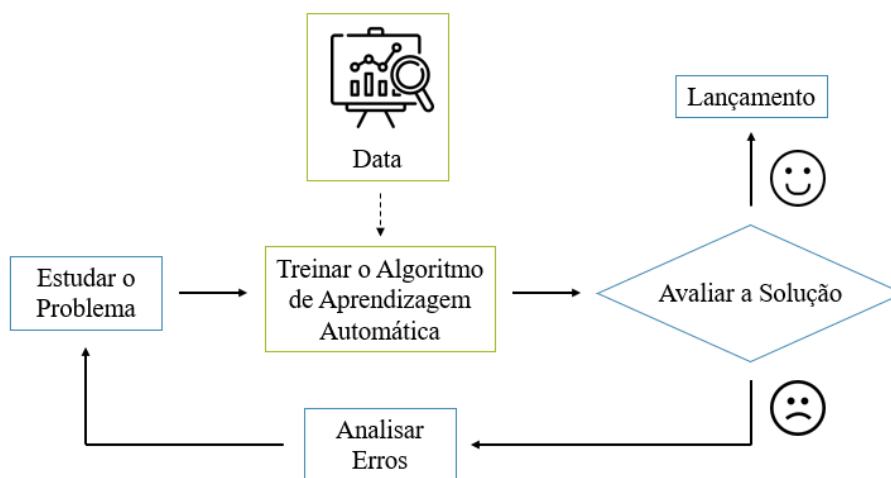 Data
Lançamento
Estudar o
Problema
Treinar o Algoritmo
de Aprendizagem
Automática
Avaliar a Solução
Analisar
Erros